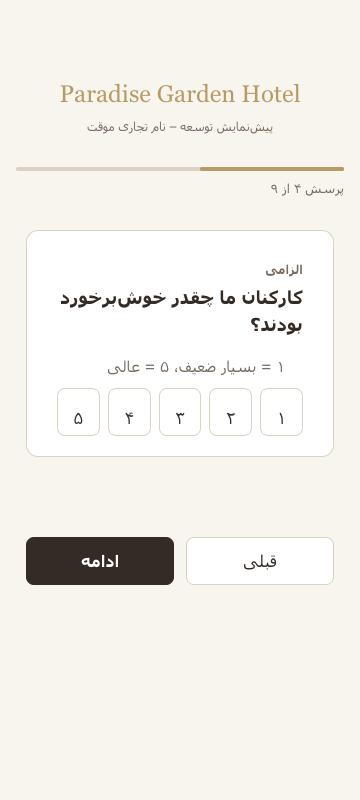 Paradise Garden Hotel
پیش‌نمایش توسعه – نام تجاری موقت
پرسش ۴ از ۹
الزامی
کارکنان ما چقدر خوش‌برخورد
بودند؟
۱ = بسیار ضعیف، ۵ = عالی
۱ ۲ ۳ ۴ ۵
قبلی ادامه